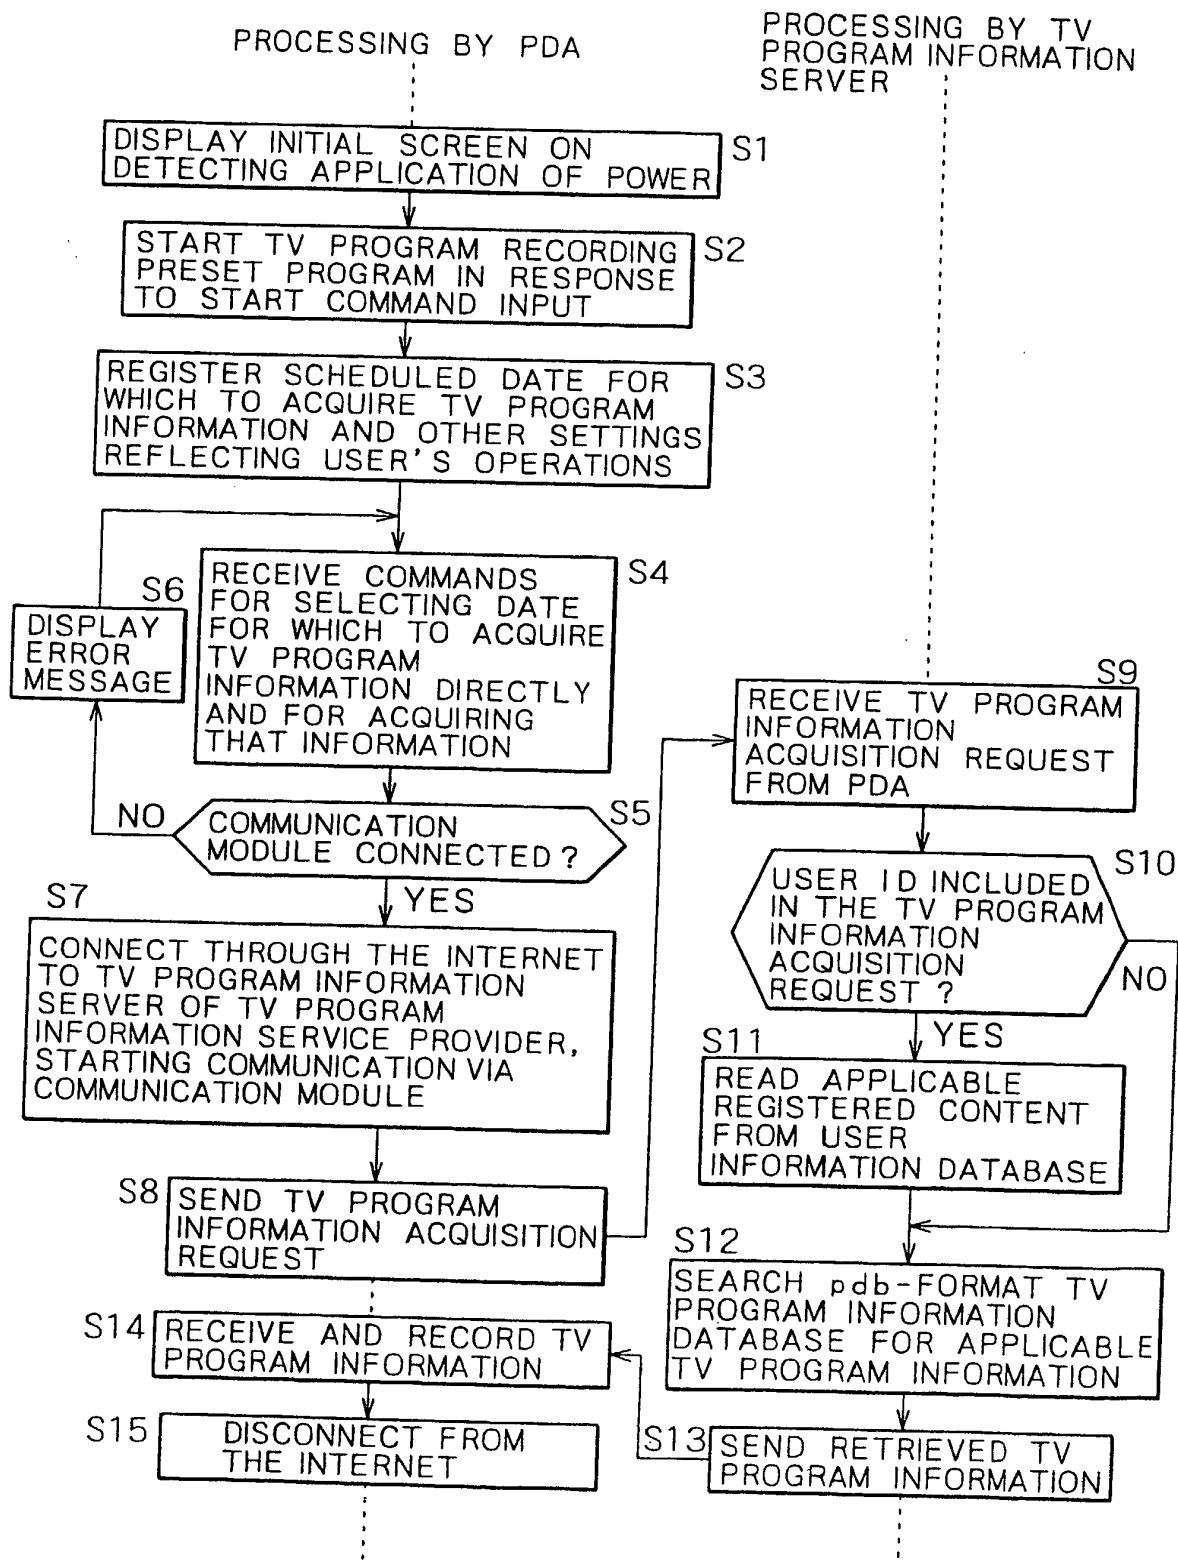 PROCESSING BY PDA
PROCESSING BY TV
PROGRAM INFORMATION
SERVER
DISPLAY INITIAL SCREEN ON
DETECTING APPLICATION OF POWER
S1
START TV PROGRAM RECORDING
PRESET PROGRAM IN RESPONSE
TO START COMMAND INPUT
S2
REGISTER SCHEDULED DATE FOR
WHICH TO ACQUIRE TV PROGRAM
INFORMATION AND OTHER SETTINGS
REFLECTING USER'S OPERATIONS
S3
RECEIVE COMMANDS
FOR SELECTING DATE
FOR WHICH TO ACQUIRE
TV PROGRAM
INFORMATION DIRECTLY
AND FOR ACQUIRING
THAT INFORMATION
S4
S6
DISPLAY
ERROR
MESSAGE
NO
COMMUNICATION
MODULE CONNECTED?
S5
YES
S7
CONNECT THROUGH THE INTERNET
TO TV PROGRAM INFORMATION
SERVER OF TV PROGRAM
INFORMATION SERVICE PROVIDER,
STARTING COMMUNICATION VIA
COMMUNICATION MODULE
S8
SEND TV PROGRAM
INFORMATION ACQUISITION
REQUEST
S9
RECEIVE TV PROGRAM
INFORMATION
ACQUISITION REQUEST
FROM PDA
S10
USER ID INCLUDED
IN THE TV PROGRAM
INFORMATION
ACQUISITION
REQUEST?
NO
YES
S11
READ APPLICABLE
REGISTERED CONTENT
FROM USER
INFORMATION DATABASE
S12
SEARCH pdb-FORMAT TV
PROGRAM INFORMATION
DATABASE FOR APPLICABLE
TV PROGRAM INFORMATION
S13
SEND RETRIEVED TV
PROGRAM INFORMATION
S14
RECEIVE AND RECORD TV
PROGRAM INFORMATION
S15
DISCONNECT FROM
THE INTERNET